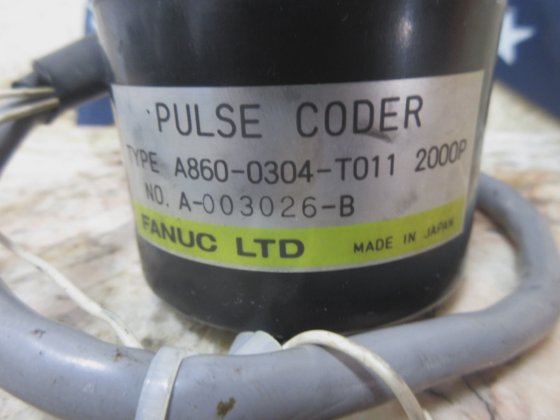 PULSE CODER
TYPE A860-0304-T011 2000P
NO. A-003026-B
FANUC LTD MADE IN JAPAN